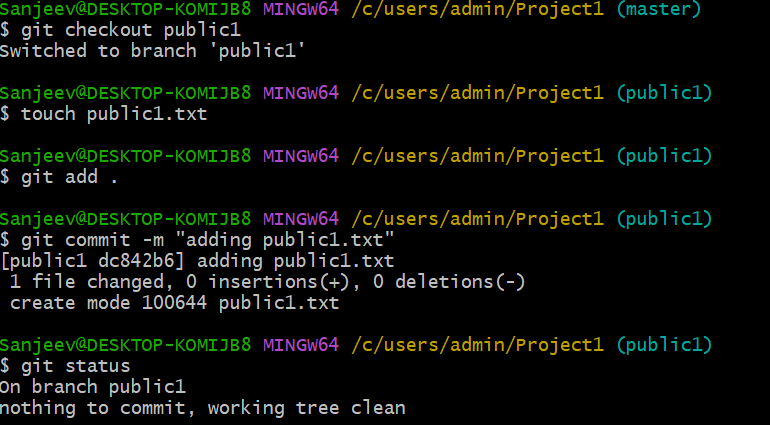 Sanjeev@DESKTOP-KOMIJB8 MINGW64 /c/users/admin/Project1 (master)
$ git checkout public1
Switched to branch 'public1'
Sanjeev@DESKTOP-KOMIJB8 MINGW64 /c/users/admin/Project1 (public1)
$ touch public1.txt
Sanjeev@DESKTOP-KOMIJB8 MINGW64 /c/users/admin/Project1 (public1)
$ git add .
Sanjeev@DESKTOP-KOMIJB8 MINGW64 /c/users/admin/Project1 (public1)
$ git commit -m "adding public1.txt"
[public1 dc842b6] adding public1.txt
 1 file changed, 0 insertions(+), 0 deletions(-)
 create mode 100644 public1.txt
Sanjeev@DESKTOP-KOMIJB8 MINGW64 /c/users/admin/Project1 (public1)
$ git status
On branch public1
nothing to commit, working tree clean